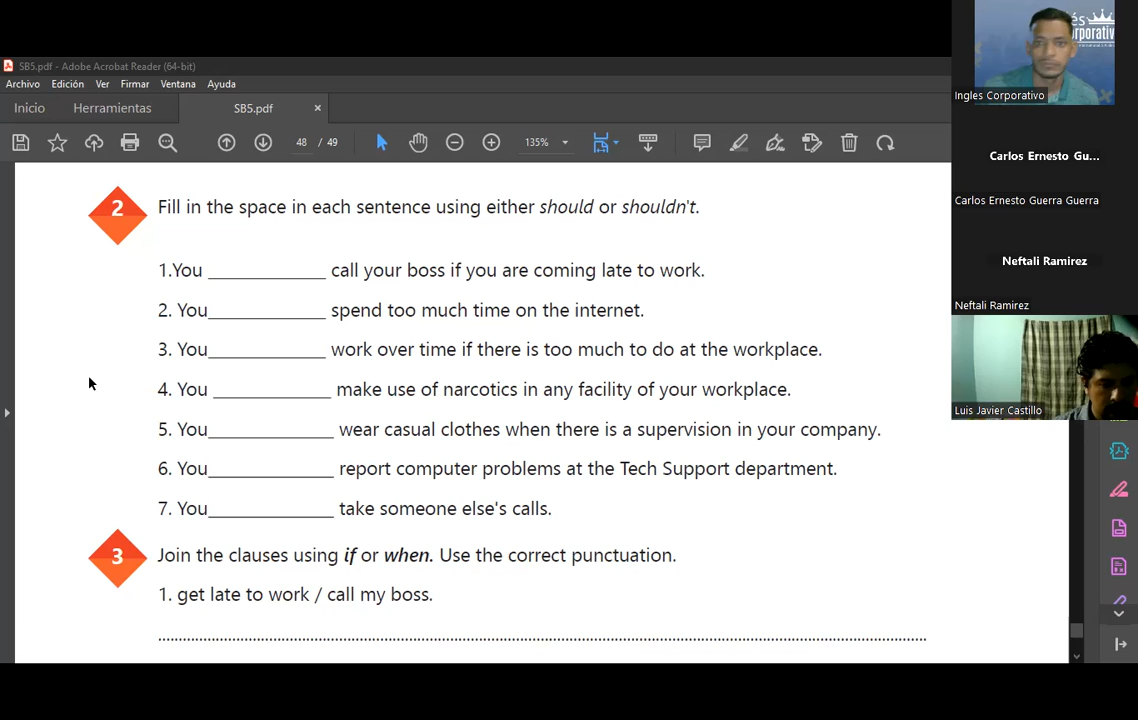 SB5.pdf - Adobe Acrobat Reader (64-bit)
Archivo Edición Ver Firmar Ventana Ayuda
Inicio Herramientas SB5.pdf ×
48 / 49 135%
2 Fill in the space in each sentence using either should or shouldn't.
1.You _____________ call your boss if you are coming late to work.
2. You_____________ spend too much time on the internet.
3. You_____________ work over time if there is too much to do at the workplace.
4. You _____________ make use of narcotics in any facility of your workplace.
5. You______________ wear casual clothes when there is a supervision in your company.
6. You______________ report computer problems at the Tech Support department.
7. You______________ take someone else's calls.
3 Join the clauses using if or when. Use the correct punctuation.
1. get late to work / call my boss.
Ingles Corporativo
Carlos Ernesto Gu...
Carlos Ernesto Guerra Guerra
Neftali Ramirez
Neftali Ramirez
Luis Javier Castillo